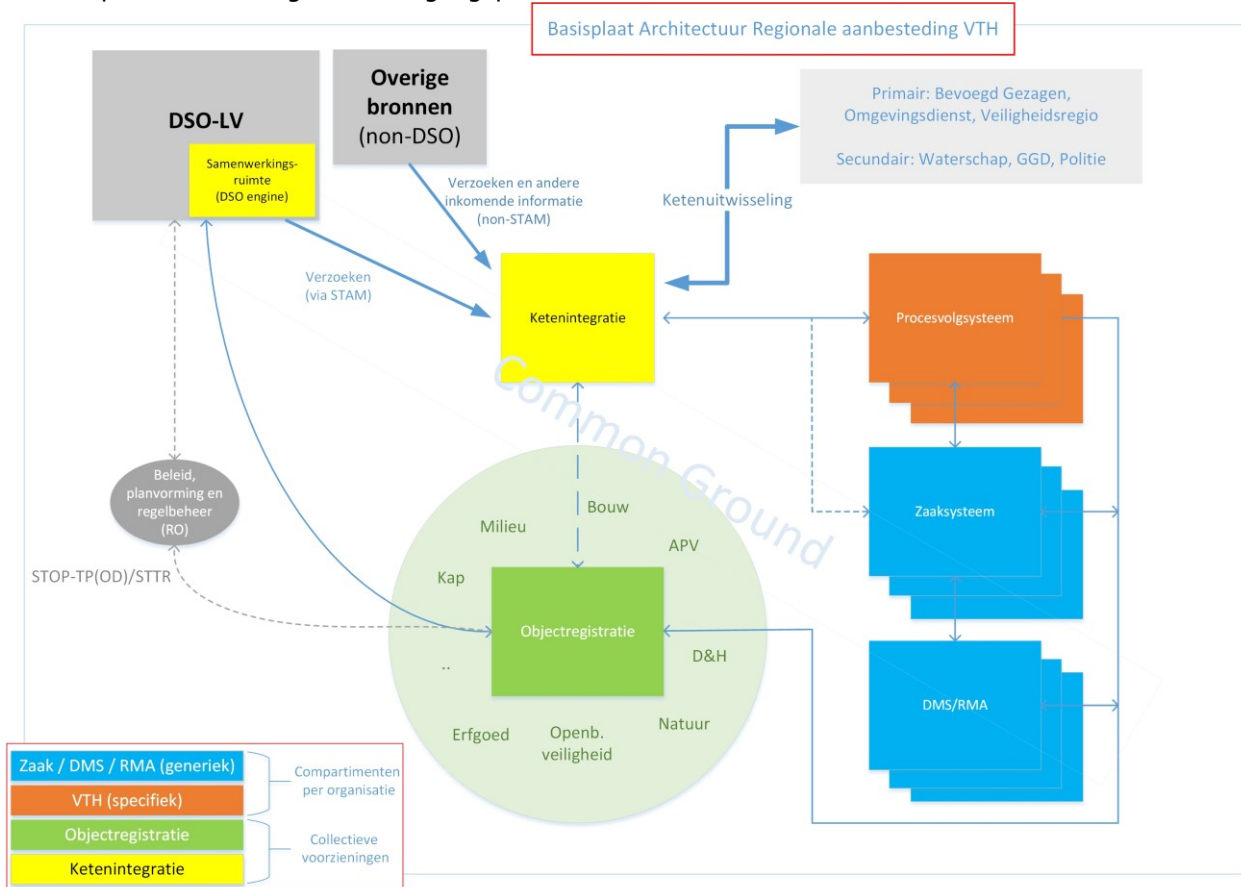 Basisplaat Architectuur Regionale aanbesteding VTH
DSO-LV
Samenwerkings-
ruimte
(DSO engine)
Overige
bronnen
(non-DSO)
Primair: Bevoegd Gezagen,
Omgevingsdienst, Veiligheidsregio
Secundair: Waterschap, GGD, Politie
Verzoeken en andere
inkomende informatie
(non-STAM)
Ketenuitwisseling
Verzoeken
(via STAM)
Ketenintegratie
Procesvolgsysteem
Common Ground
Beleid,
planvorming en
regelbeheer
(RO)
STOP-TP(OD)/STTR
Bouw
Milieu
APV
Kap
Objectregistratie
D&H
..
Natuur
Erfgoed
Openb.
veiligheid
Zaaksysteem
DMS/RMA
Zaak / DMS / RMA (generiek)
VTH (specifiek)
Compartimenten
per organisatie
Objectregistratie
Ketenintegratie
Collectieve
voorzieningen